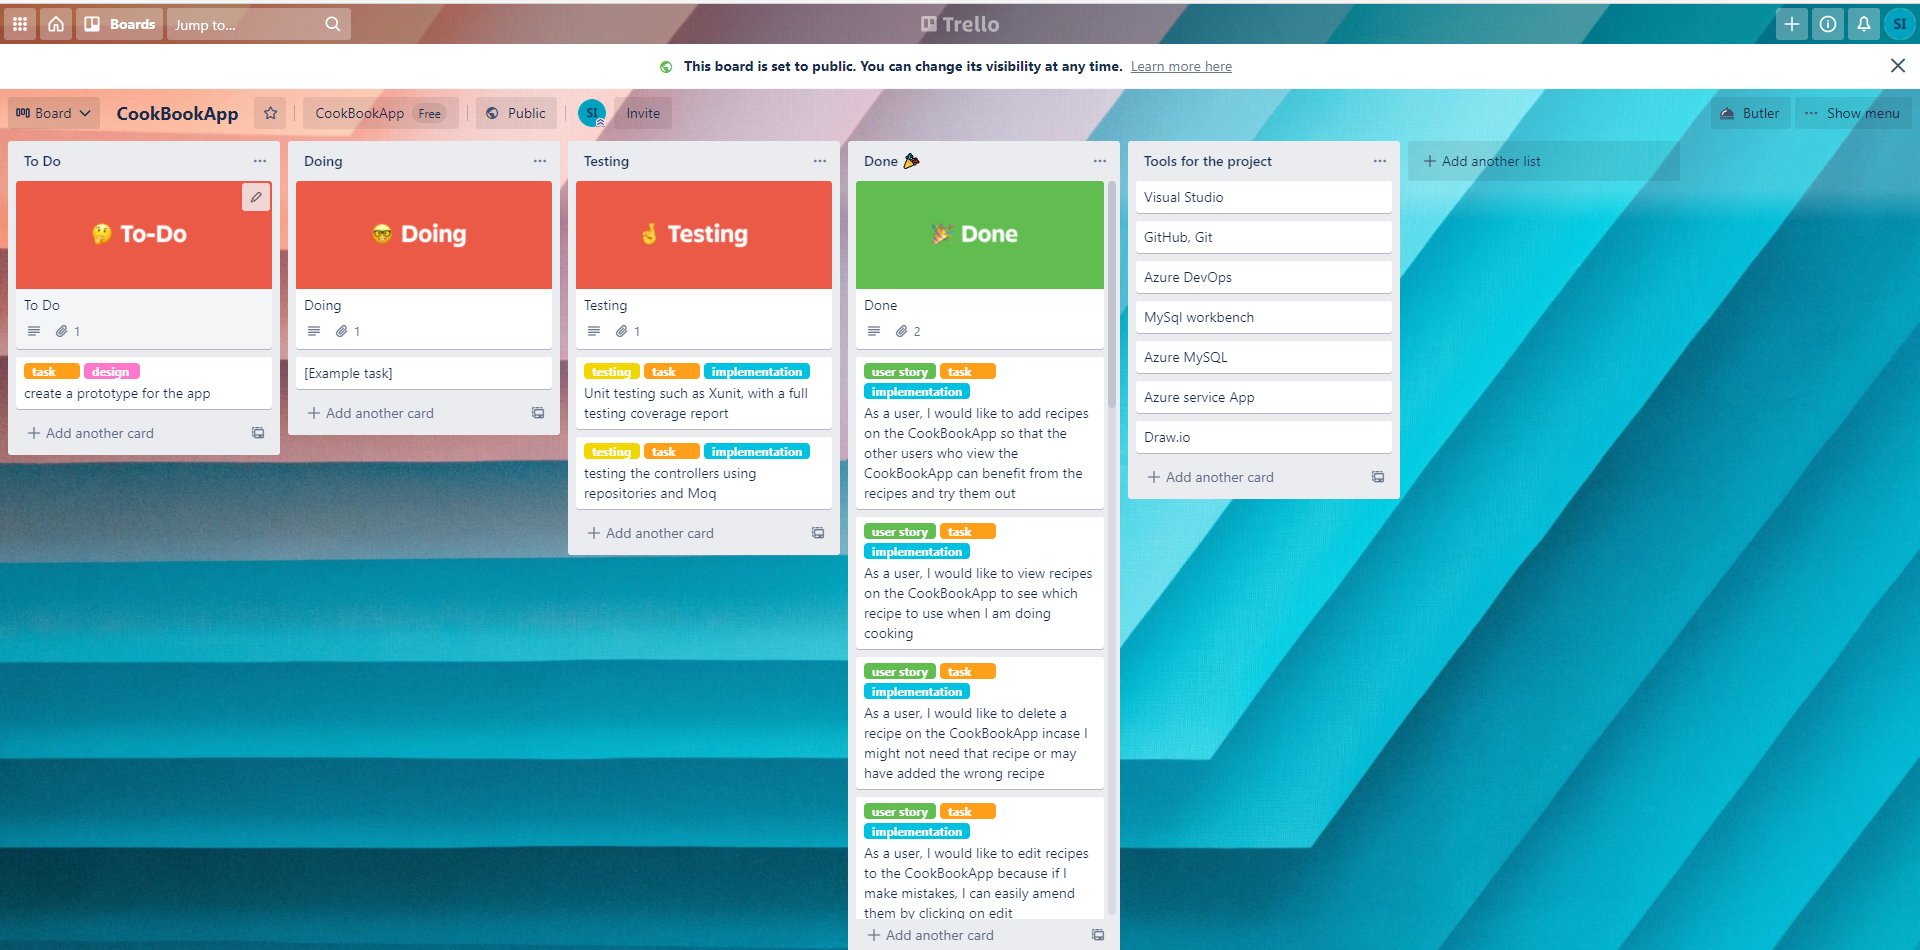 Boards
Jump to...
Trello
SI
This board is set to public. You can change its visibility at any time. Learn more here
Board
CookBookApp
CookBookApp Free
Public
SI
Invite
Butler
Show menu
To Do
To-Do
To Do
1
task design
create a prototype for the app
Add another card
Doing
Doing
Doing
1
[Example task]
Add another card
Testing
Testing
Testing
1
testing task implementation
Unit testing such as Xunit, with a full
testing coverage report
testing task implementation
testing the controllers using
repositories and Moq
Add another card
Done
Done
Done
2
user story task
implementation
As a user, I would like to add recipes
on the CookBookApp so that the
other users who view the
CookBookApp can benefit from the
recipes and try them out
user story task
implementation
As a user, I would like to view recipes
on the CookBookApp to see which
recipe to use when I am doing
cooking
user story task
implementation
As a user, I would like to delete a
recipe on the CookBookApp incase I
might not need that recipe or may
have added the wrong recipe
user story task
implementation
As a user, I would like to edit recipes
to the CookBookApp because if I
make mistakes, I can easily amend
them by clicking on edit
Add another card
Tools for the project
Visual Studio
GitHub, Git
Azure DevOps
MySql workbench
Azure MySQL
Azure service App
Draw.io
Add another card
Add another list